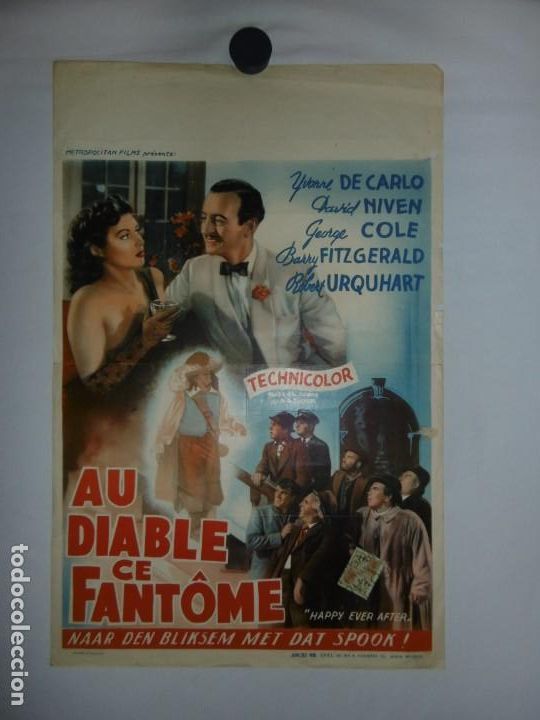 METROPOLITAN FILMS présente:
Yvonne DE CARLO
David NIVEN
George COLE
Barry FITZGERALD
Robert URQUHART
TECHNICOLOR
AU
DIABLE
CE
FANTÔME
"HAPPY EVER AFTER"
NAAR DEN BLIKSEM MET DAT SPOOK !
todocoleccion